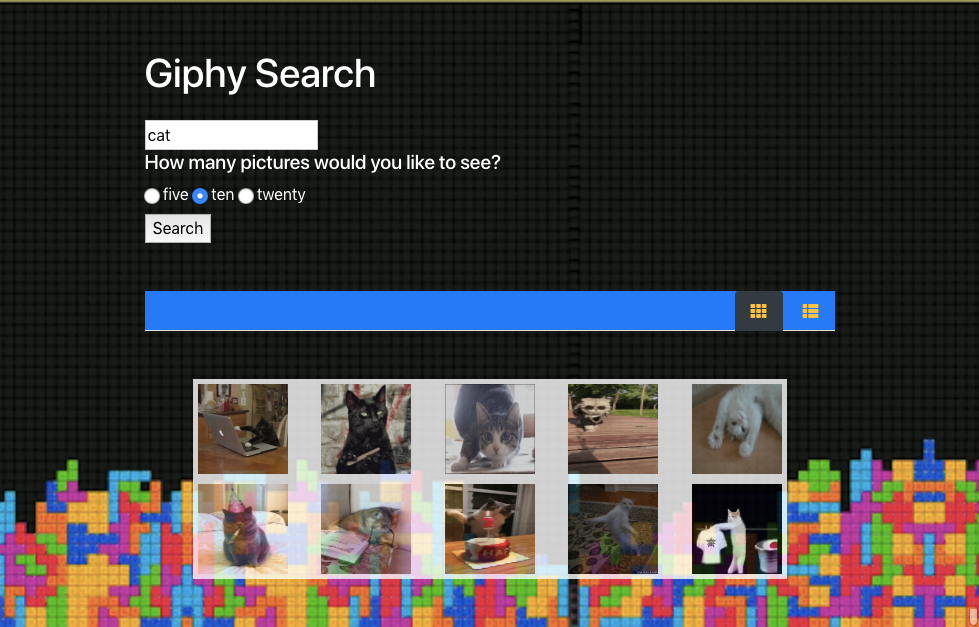 Giphy Search
cat
How many pictures would you like to see?
five ten twenty
Search